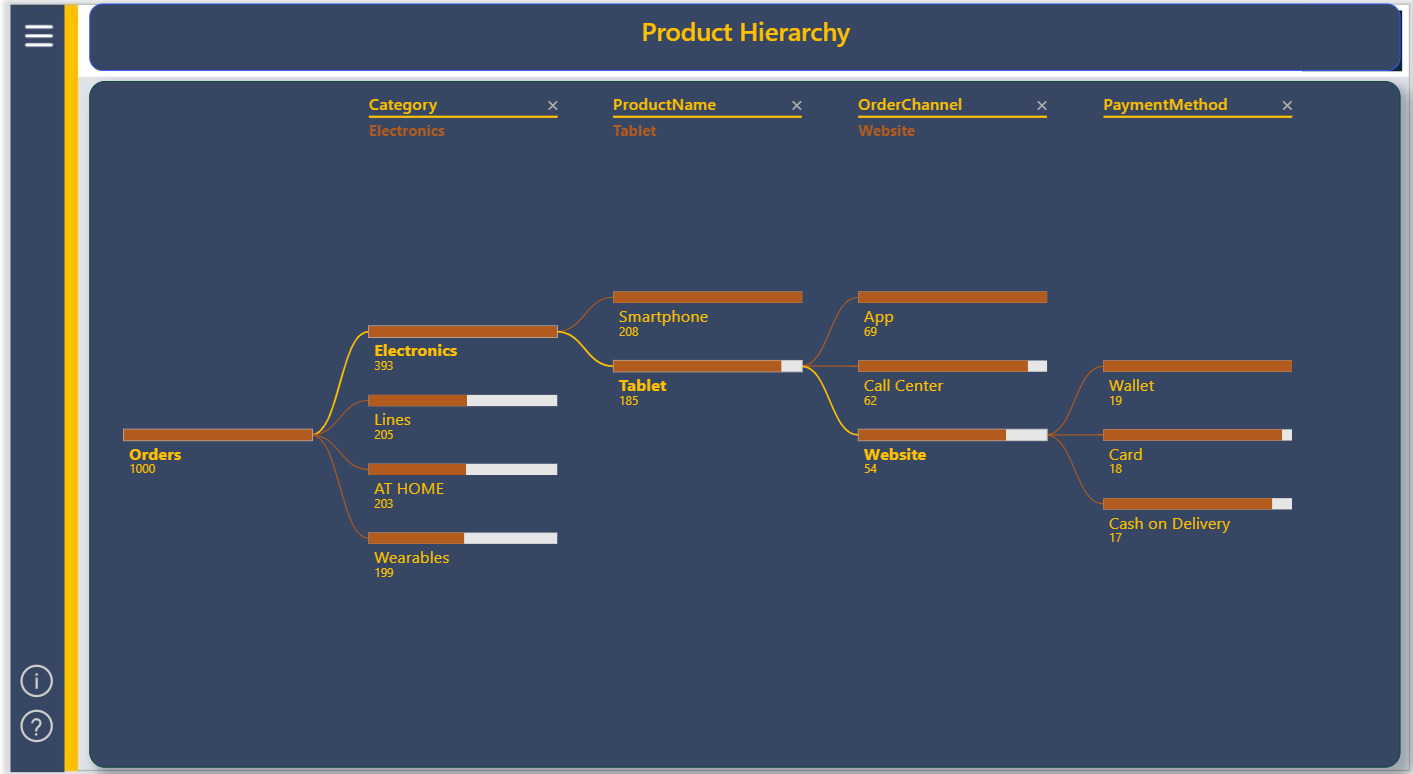 Product Hierarchy
Category ×
Electronics
ProductName ×
Tablet
OrderChannel ×
Website
PaymentMethod ×
Orders
1000
Electronics
393
Lines
205
AT HOME
203
Wearables
199
Smartphone
208
Tablet
185
App
69
Call Center
62
Website
54
Wallet
19
Card
18
Cash on Delivery
17
i
?